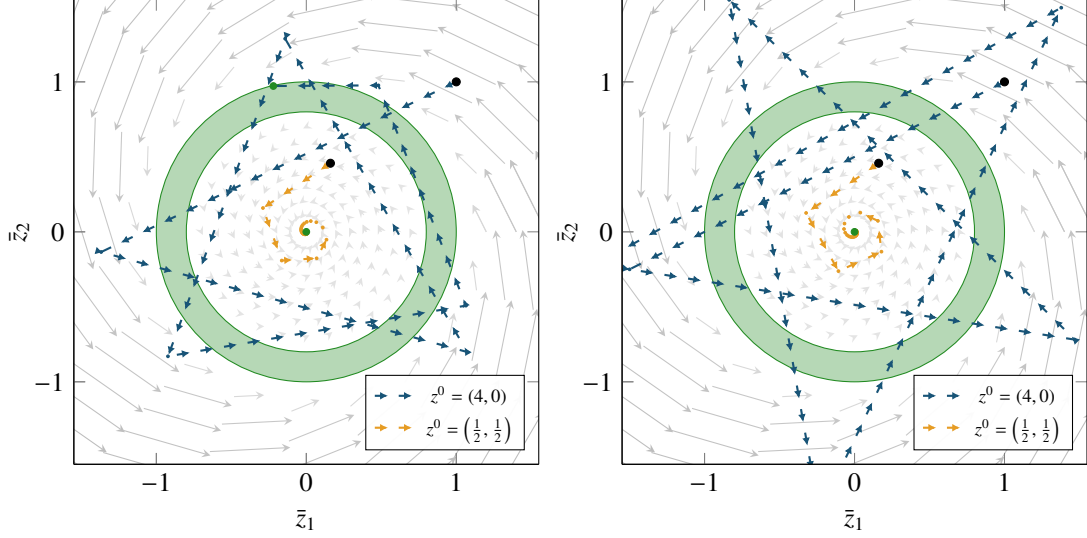 1
0
−1
z̄₂
−1
0
1
z̄₁
z⁰ = (4, 0)
z⁰ = (1/2, 1/2)
1
0
−1
z̄₂
−1
0
1
z̄₁
z⁰ = (4, 0)
z⁰ = (1/2, 1/2)